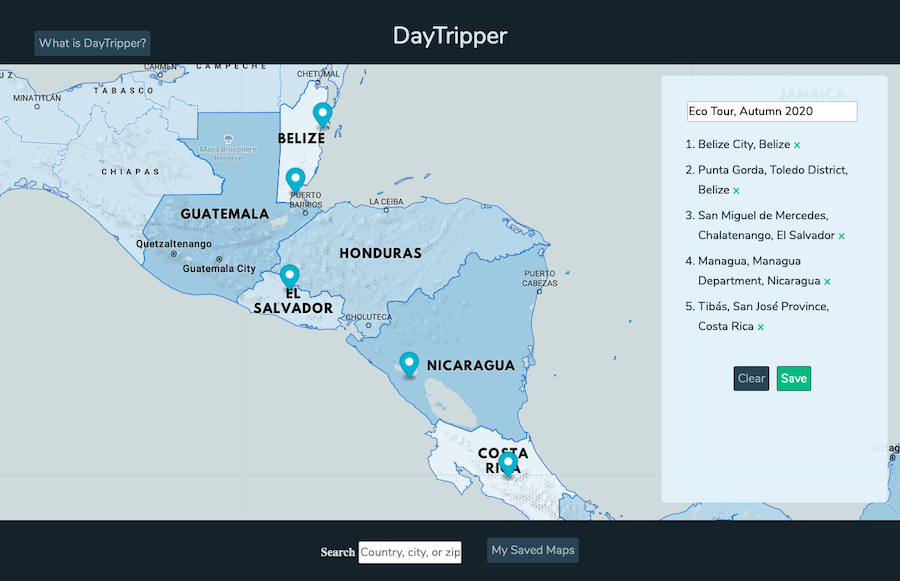 DayTripper
What is DayTripper?
CARMEN
CAMPECHE
CHETUMAL
UZ
TABASCO
MINATITLÁN
JAMAICA
Eco Tour, Autumn 2020
BELIZE
Maya Biosphere
Reserve
CHIAPAS
1. Belize City, Belize x
2. Punta Gorda, Toledo District,
Belize x
PUERTO
BARRIOS
LA CEIBA
GUATEMALA
3. San Miguel de Mercedes,
Chalatenango, El Salvador x
Quetzaltenango
HONDURAS
Guatemala City
4. Managua, Managua
Department, Nicaragua x
PUERTO
CABEZAS
EL
SALVADOR
CHOLUTECA
5. Tibás, San José Province,
Costa Rica x
NICARAGUA
Clear Save
COSTA
RICA
Search Country, city, or zip
My Saved Maps